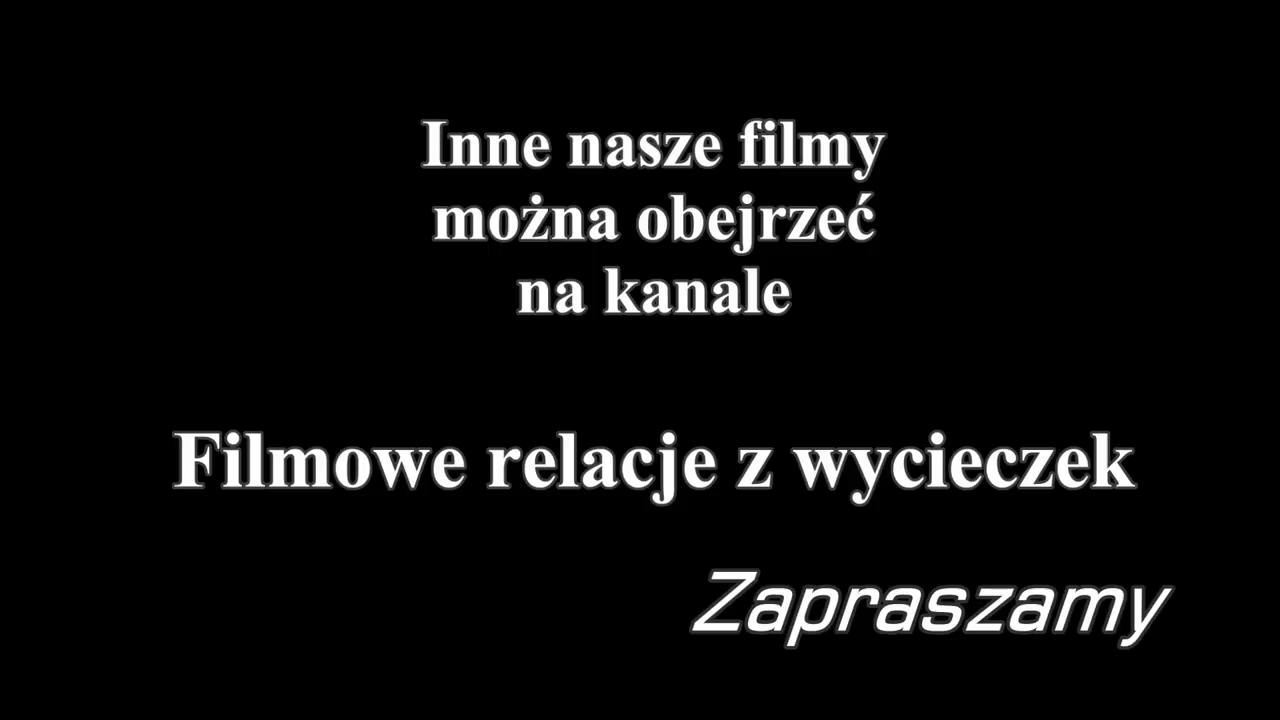 Inne nasze filmy
można obejrzeć
na kanale
Filmowe relacje z wycieczek
Zapraszamy